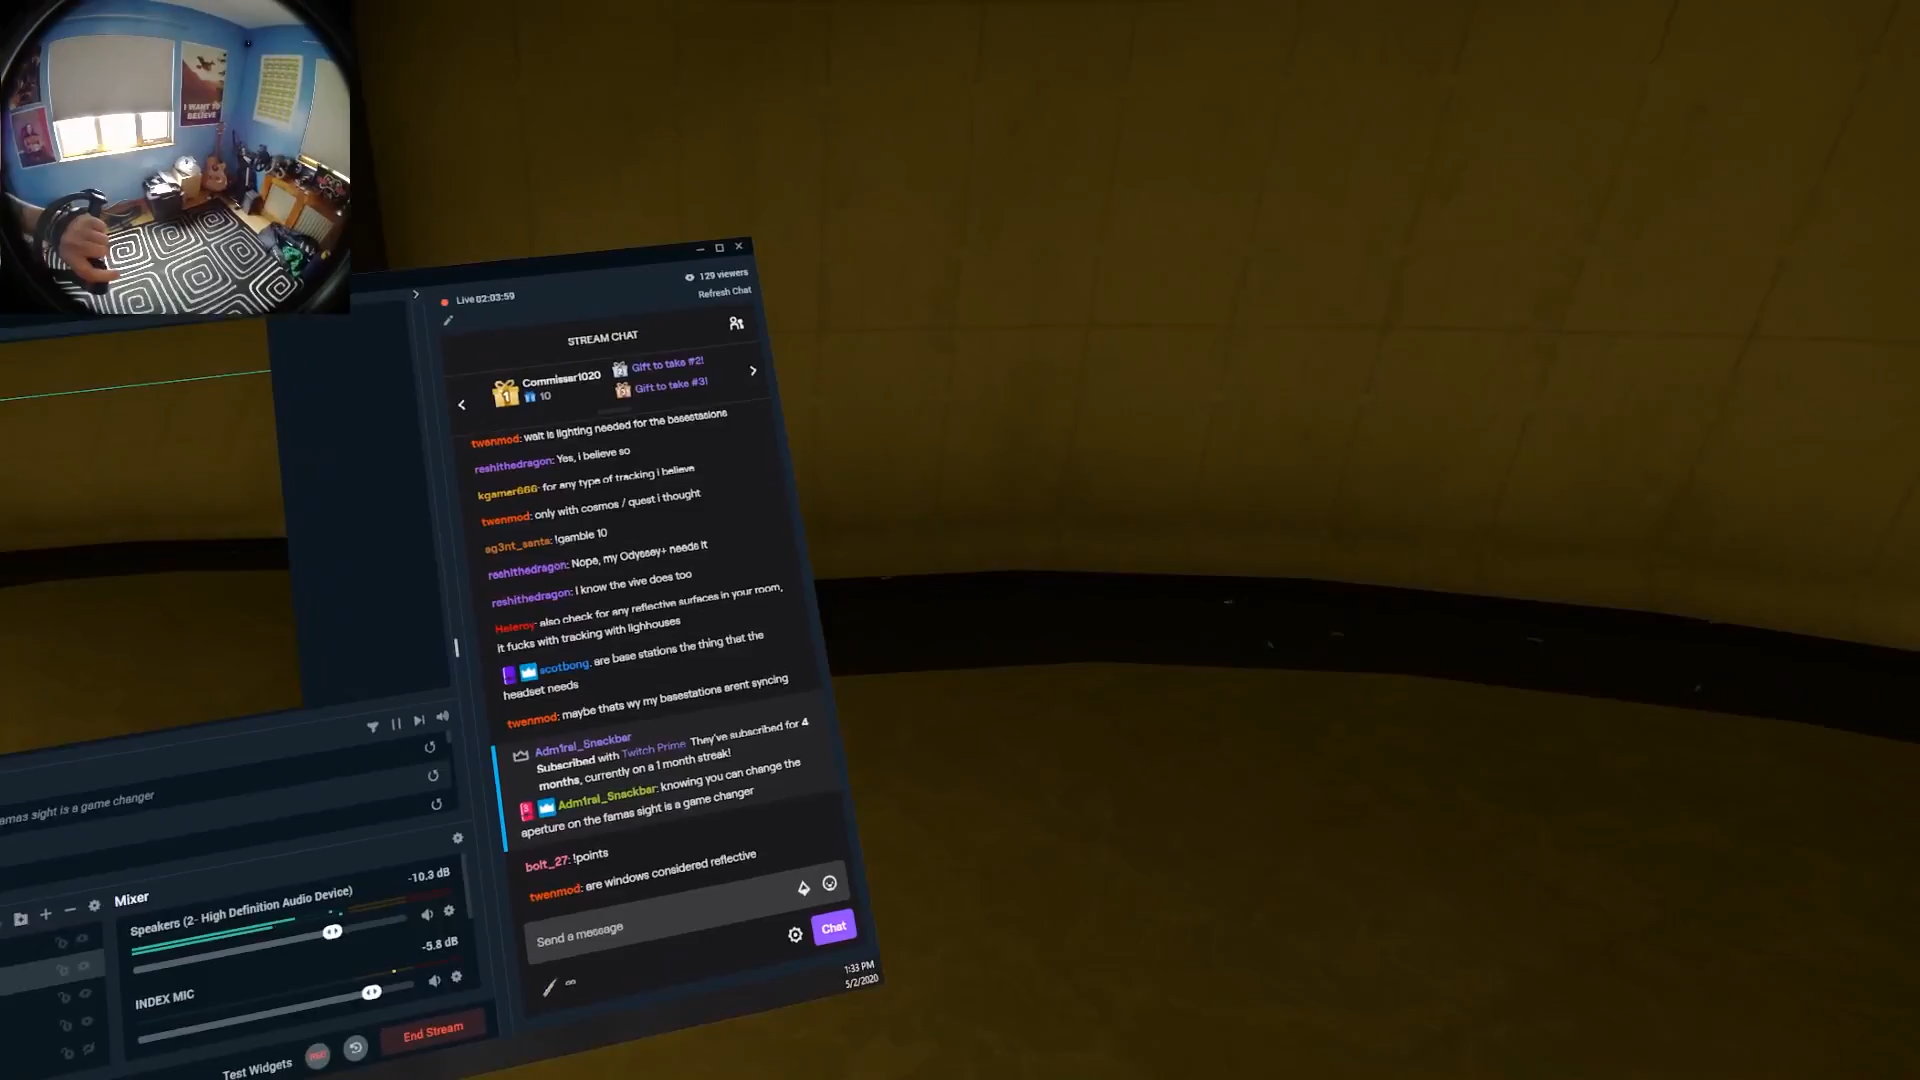 I WANT TO
BELIEVE
129 viewers
Live 02:03:59
Refresh Chat
STREAM CHAT
Commissar1020
10
Gift to take #2!
Gift to take #3!
twenmod: wait is lighting needed for the basestasions
reshithedragon: Yes, i believe so
kgamer666: for any type of tracking i believe
twenmod: only with cosmos / quest i thought
ag3nt_santa: !gamble 10
reshithedragon: Nope, my Odyssey+ needs it
reshithedragon: I know the vive does too
Heleroy: also check for any reflective surfaces in your room,
it fucks with tracking with lighhouses
scotbong: are base stations the thing that the
headset needs
twenmod: maybe thats wy my basestations arent syncing
Adm1ral_Snackbar
Subscribed with Twitch Prime. They've subscribed for 4
months, currently on a 1 month streak!
Adm1ral_Snackbar: knowing you can change the
aperture on the famas sight is a game changer
bolt_27: !points
twenmod: are windows considered reflective
Send a message
Chat
1:33 PM
5/2/2020
amas sight is a game changer
Mixer
Speakers (2- High Definition Audio Device)
-10.3 dB
INDEX MIC
-5.8 dB
Test Widgets
REC
End Stream